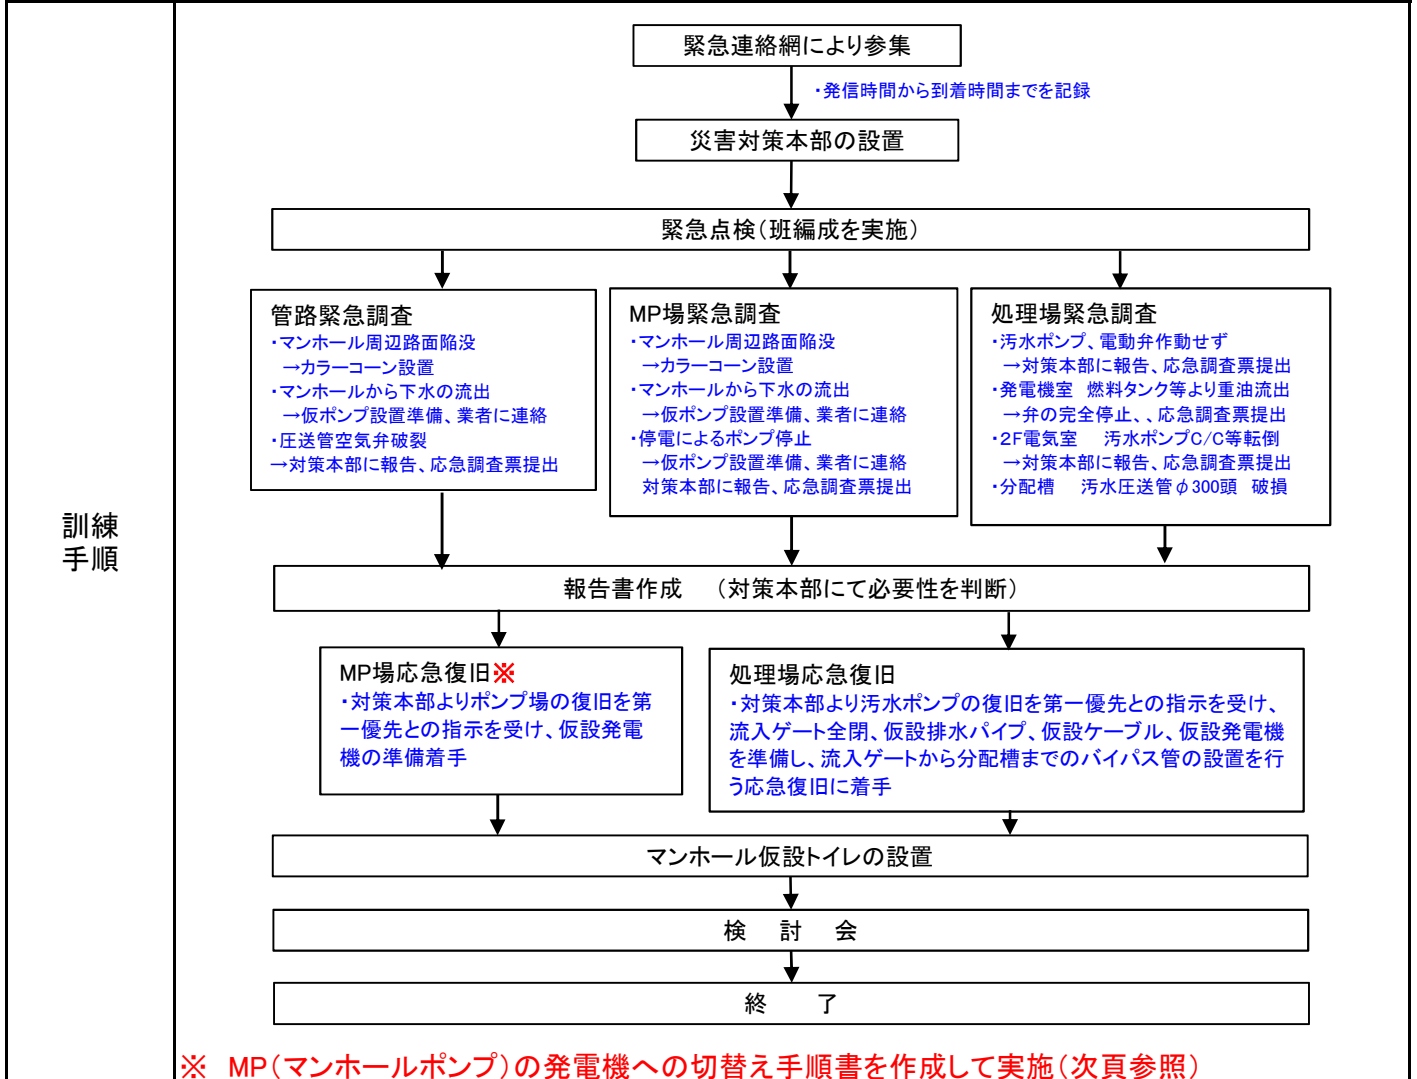 訓練
手順
緊急連絡網により参集
・発信時間から到着時間までを記録
災害対策本部の設置
緊急点検（班編成を実施）
管路緊急調査
・マンホール周辺路面陥没
→カラーコーン設置
・マンホールから下水の流出
→仮ポンプ設置準備、業者に連絡
・圧送管空気弁破裂
→対策本部に報告、応急調査票提出
MP場緊急調査
・マンホール周辺路面陥没
→カラーコーン設置
・マンホールから下水の流出
→仮ポンプ設置準備、業者に連絡
・停電によるポンプ停止
→仮ポンプ設置準備、業者に連絡
対策本部に報告、応急調査票提出
処理場緊急調査
・汚水ポンプ、電動弁作動せず
→対策本部に報告、応急調査票提出
・発電機室　燃料タンク等より重油流出
→弁の完全停止、、応急調査票提出
・２F電気室　汚水ポンプC/C等転倒
→対策本部に報告、応急調査票提出
・分配槽　汚水圧送管φ300頭　破損
報告書作成　（対策本部にて必要性を判断）
MP場応急復旧※
・対策本部よりポンプ場の復旧を第
一優先との指示を受け、仮設発電
機の準備着手
処理場応急復旧
・対策本部より汚水ポンプの復旧を第一優先との指示を受け、
流入ゲート全閉、仮設排水パイプ、仮設ケーブル、仮設発電機
を準備し、流入ゲートから分配槽までのバイパス管の設置を行
う応急復旧に着手
マンホール仮設トイレの設置
検　討　会
終　了
※　MP（マンホールポンプ）の発電機への切替え手順書を作成して実施（次頁参照）